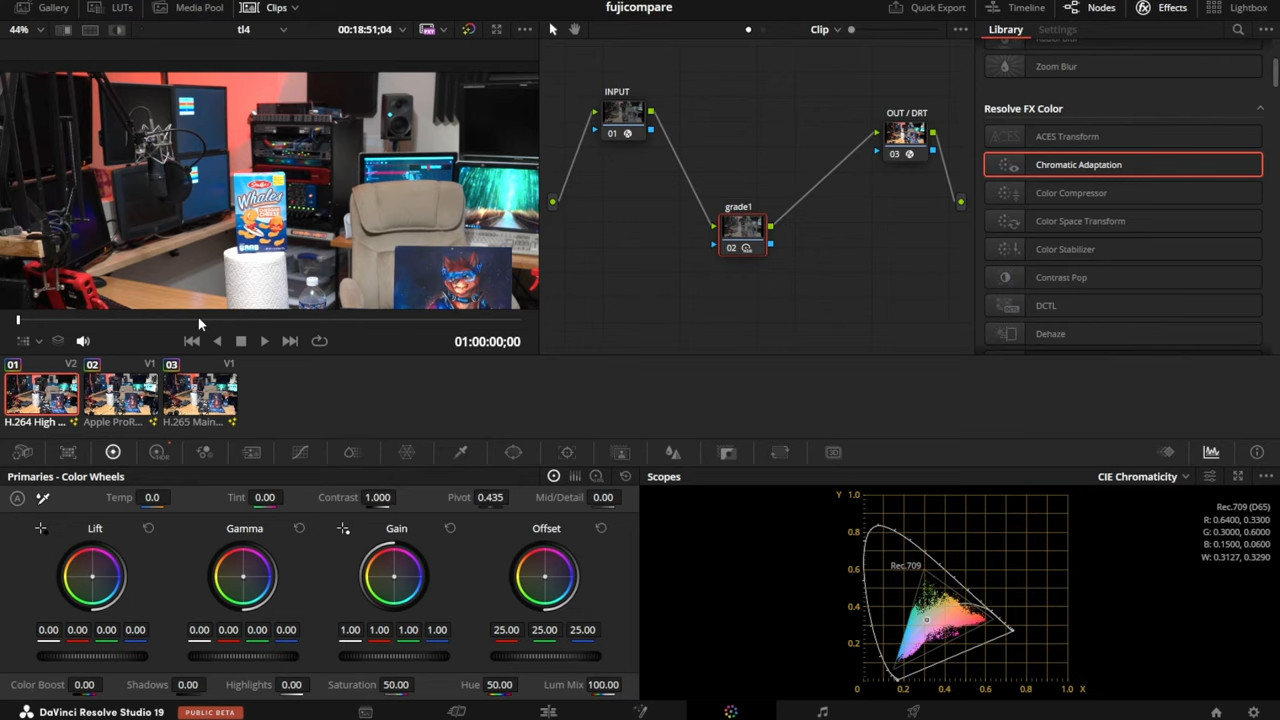 Gallery LUTs Media Pool Clips fujicompare Quick Export Timeline Nodes Effects Lightbox
44% tl4 00:18:51;04 Clip Library Settings
Zoom Blur
Resolve FX Color
ACES Transform
Chromatic Adaptation
Color Compressor
Color Space Transform
Color Stabilizer
Contrast Pop
DCTL
Dehaze
INPUT
01
grade1
02
OUT / DRT
03
Whales
01:00:00;00
01 V2 02 V1 03 V1
H.264 High ... Apple ProR... H.265 Main...
Primaries - Color Wheels
Temp 0.0 Tint 0.00 Contrast 1.000 Pivot 0.435 Mid/Detail 0.00
Lift Gamma Gain Offset
0.00 0.00 0.00 0.00 0.00 0.00 0.00 0.00 1.00 1.00 1.00 1.00 25.00 25.00 25.00
Color Boost 0.00 Shadows 0.00 Highlights 0.00 Saturation 50.00 Hue 50.00 Lum Mix 100.00
Scopes CIE Chromaticity
Y 1.0
0.8
0.6
0.4
0.2
0 0.2 0.4 0.6 0.8 1.0 X
Rec.709
Rec.709 (D65)
R: 0.6400, 0.3300
G: 0.3000, 0.6000
B: 0.1500, 0.0600
W: 0.3127, 0.3290
DaVinci Resolve Studio 19 PUBLIC BETA